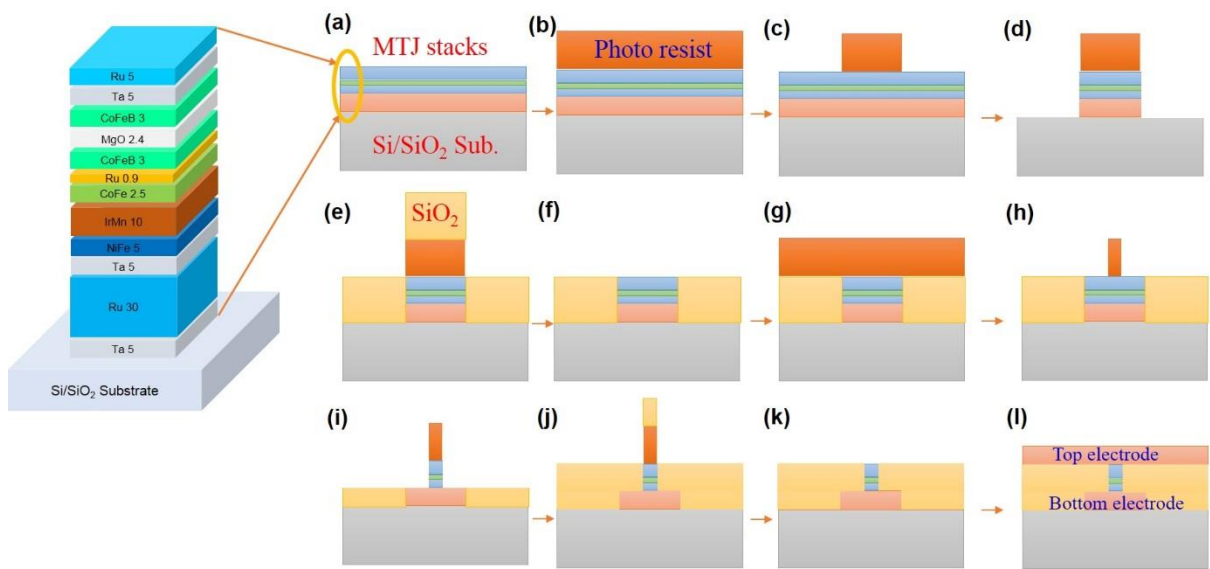 Ru 5
Ta 5
CoFeB 3
MgO 2.4
CoFeB 3
Ru 0.9
CoFe 2.5
IrMn 10
NiFe 5
Ta 5
Ru 30
Ta 5
Si/SiO₂ Substrate
(a)
MTJ stacks
Si/SiO₂ Sub.
(b)
Photo resist
(c)
(d)
(e)
SiO₂
(f)
(g)
(h)
(i)
(j)
(k)
(l)
Top electrode
Bottom electrode